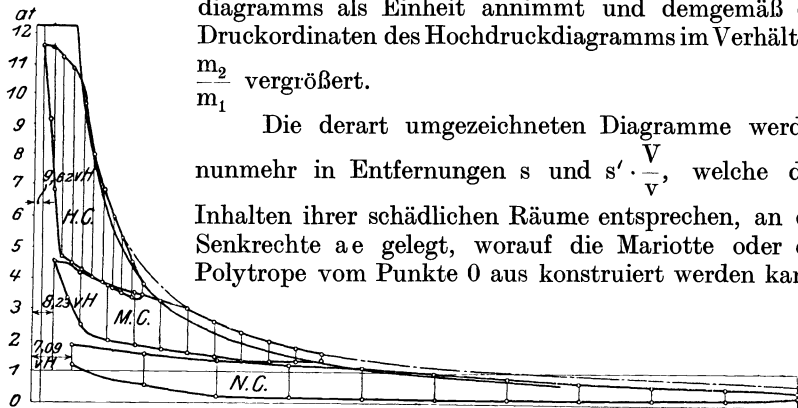 diagramms als Einheit annimmt und demgemäß
Druckordinaten des Hochdruckdiagramms im Verhält
m₂/m₁ vergrößert.
Die derart umgezeichneten Diagramme werd
nunmehr in Entfernungen s und s′ · V/v, welche d
Inhalten ihrer schädlichen Räume entsprechen, an
Senkrechte ae gelegt, worauf die Mariotte oder
Polytrope vom Punkte 0 aus konstruiert werden kan
at
12
11
10
9
8
7
6
5
4
3
2
1
0
9,82 vH
H.C.
8,23 vH
M.C.
7,09
vH
N.C.